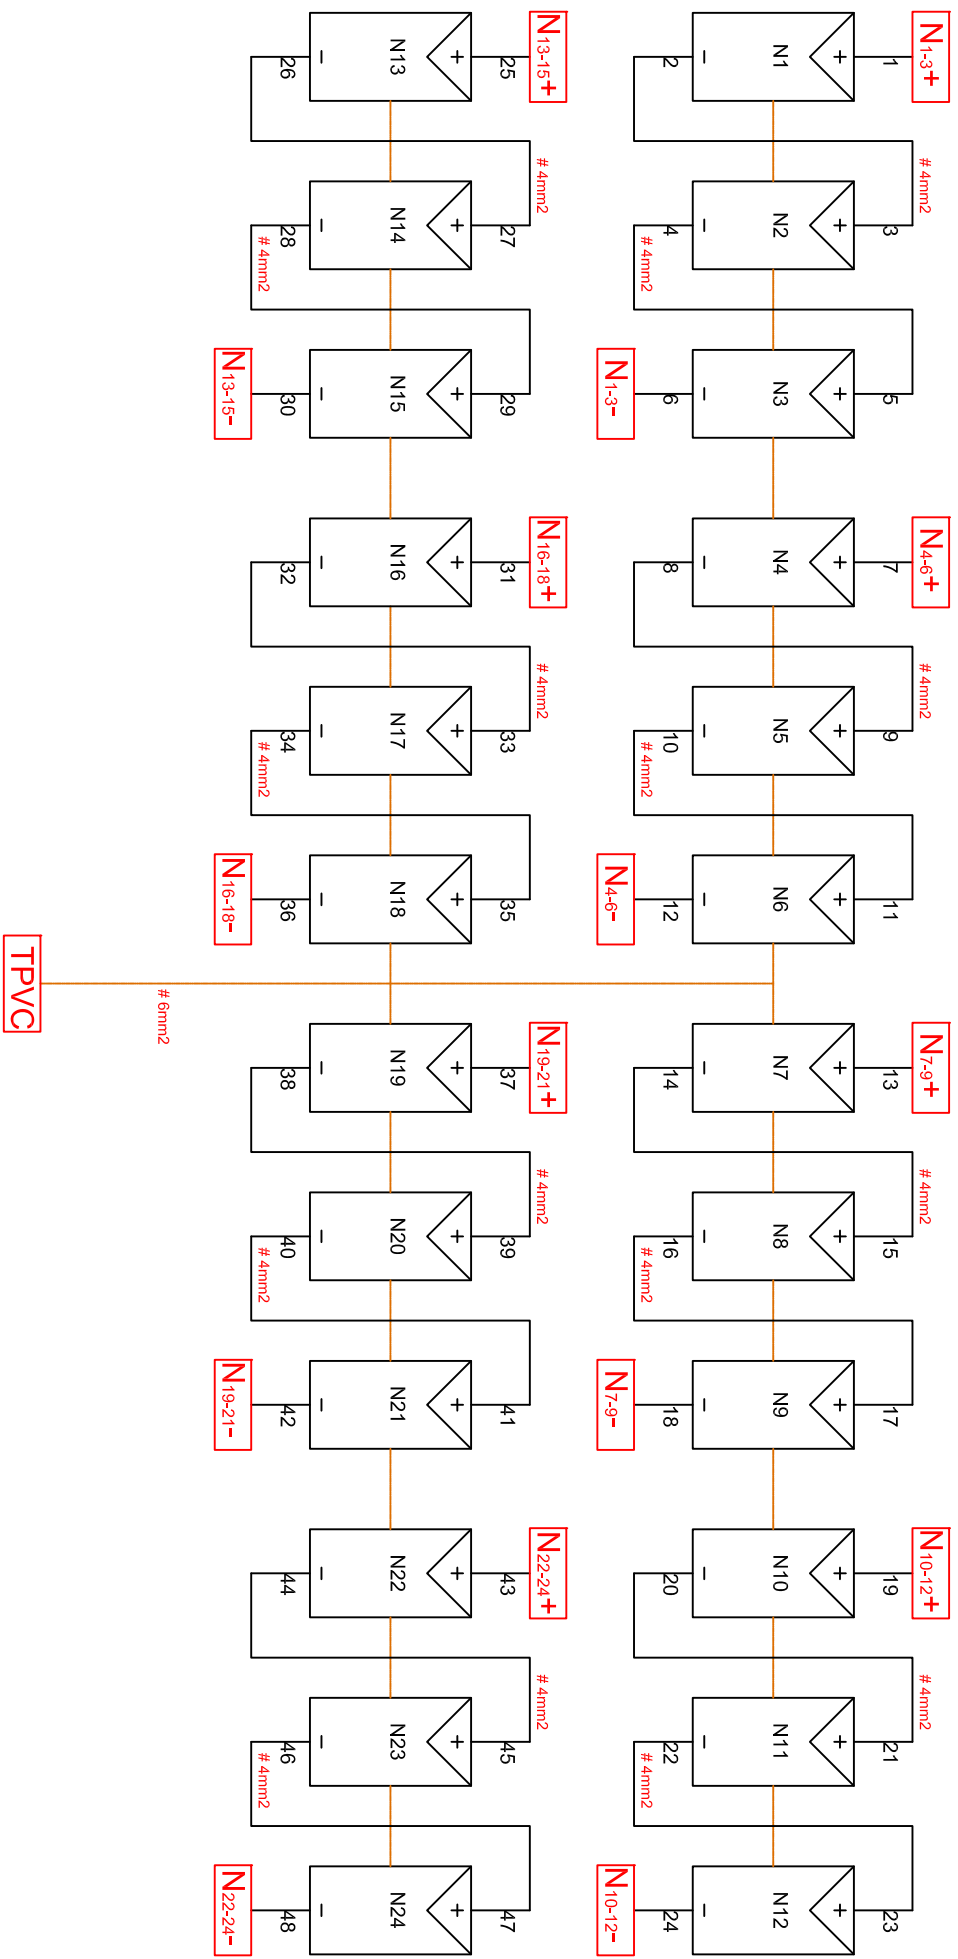 N1-3+ N4-6+ N7-9+ N10-12+
1 3 5 7 9 11 13 15 17 19 21 23
# 4mm2 # 4mm2 # 4mm2 # 4mm2
+ + + + + + + + + + + +
N1 N2 N3 N4 N5 N6 N7 N8 N9 N10 N11 N12
- - - - - - - - - - - -
2 4 6 8 10 12 14 16 18 20 22 24
# 4mm2 # 4mm2 # 4mm2 # 4mm2
N1-3- N4-6- N7-9- N10-12-
N13-15+ N16-18+ N19-21+ N22-24+
# 4mm2 # 4mm2 # 4mm2 # 4mm2
25 27 29 31 33 35 37 39 41 43 45 47
+ + + + + + + + + + + +
N13 N14 N15 N16 N17 N18 N19 N20 N21 N22 N23 N24
- - - - - - - - - - - -
26 28 30 32 34 36 38 40 42 44 46 48
# 4mm2 # 4mm2 # 4mm2 # 4mm2
N13-15- N16-18- N19-21- N22-24-
# 6mm2
TPVC